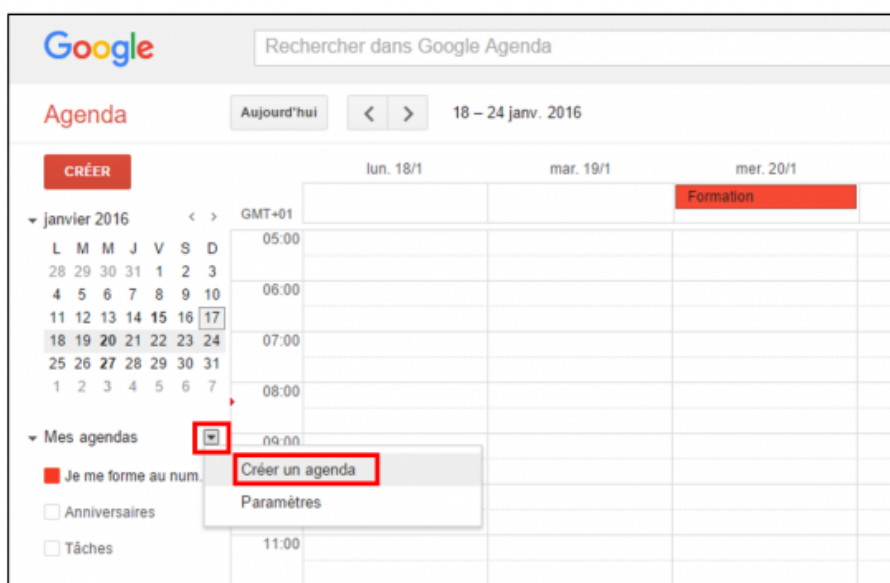 Google
Rechercher dans Google Agenda
Agenda
Aujourd'hui
18 – 24 janv. 2016
CRÉER
lun. 18/1 mar. 19/1 mer. 20/1
Formation
janvier 2016
GMT+01
L M M J V S D
28 29 30 31 1 2 3
4 5 6 7 8 9 10
11 12 13 14 15 16 17
18 19 20 21 22 23 24
25 26 27 28 29 30 31
1 2 3 4 5 6 7
05:00
06:00
07:00
08:00
09:00
11:00
Mes agendas
Créer un agenda
Paramètres
Je me forme au num.
Anniversaires
Tâches